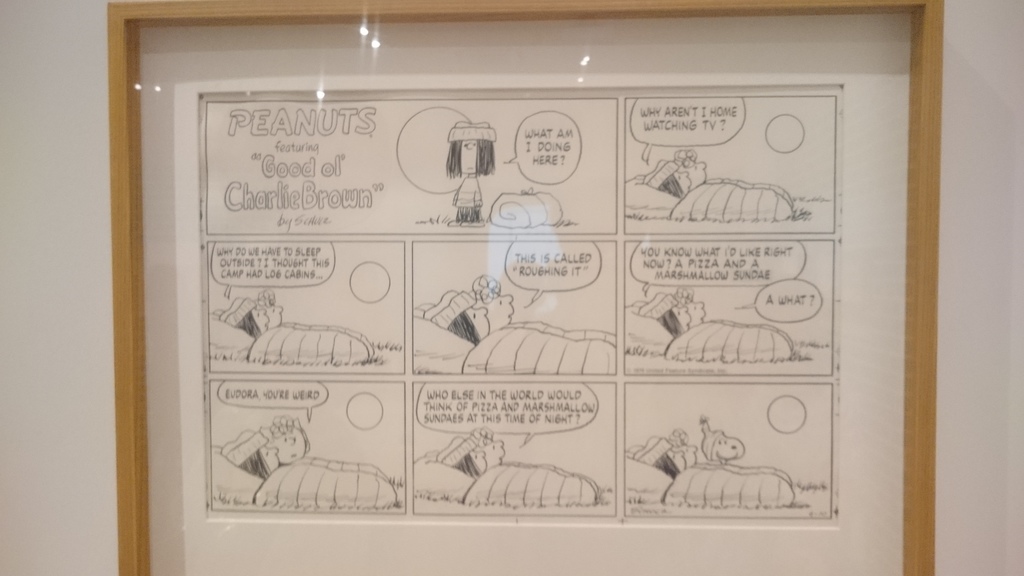 PEANUTS
featuring
"Good ol'
CharlieBrown"
by SCHULZ
WHAT AM
I DOING
HERE?
WHY AREN'T I HOME
WATCHING TV?
WHY DO WE HAVE TO SLEEP
OUTSIDE? I THOUGHT THIS
CAMP HAD LOG CABINS...
THIS IS CALLED
"ROUGHING IT"
YOU KNOW WHAT I'D LIKE RIGHT
NOW? A PIZZA AND A
MARSHMALLOW SUNDAE
A WHAT?
EUDORA, YOU'RE WEIRD
WHO ELSE IN THE WORLD WOULD
THINK OF PIZZA AND MARSHMALLOW
SUNDAES AT THIS TIME OF NIGHT?
SCHULZ